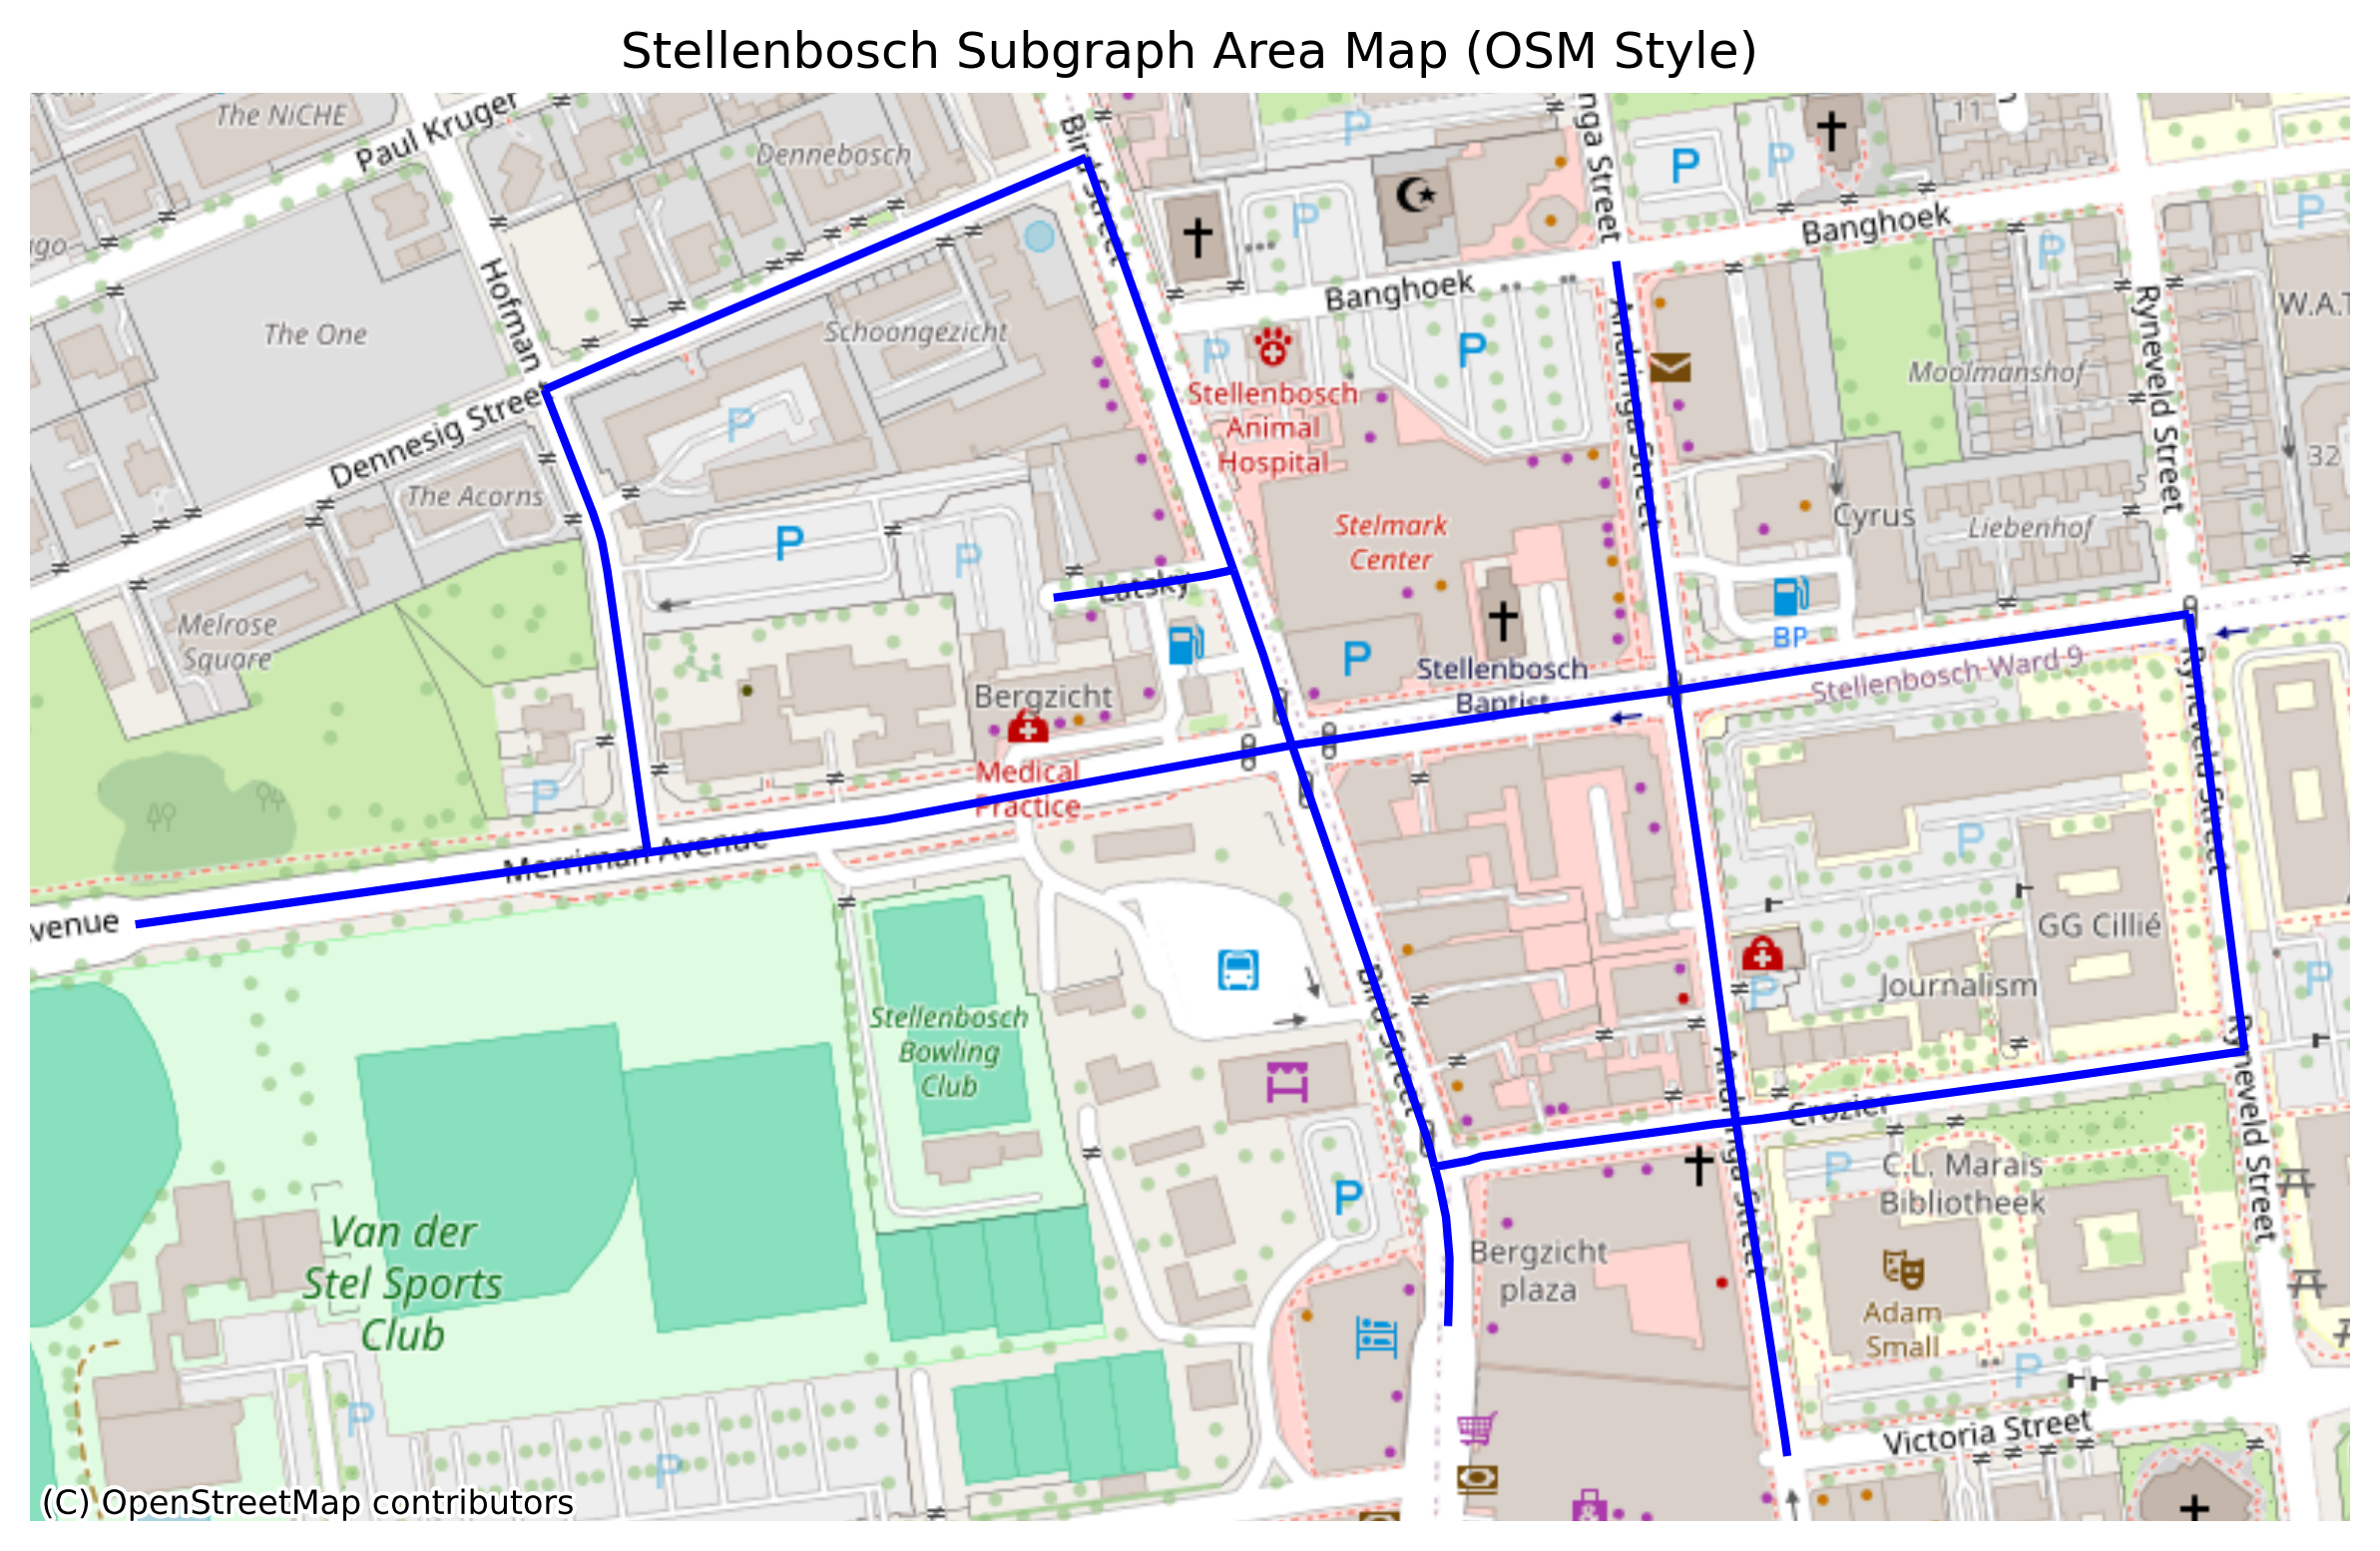 Stellenbosch Subgraph Area Map (OSM Style)
The NiCHE
Paul Kruger
Dennebosch
Bird Street
nga Street
11
P
P
P
P
P
Banghoek
P
P
Hofman
The One
Schoongezicht
Banghoek
Andringa Street
Ryneveld Street
W.A.T
P
P
Moolmanshof
Stellenbosch
Animal
Hospital
P
Dennesig Stree
The Acorns
32
5
Stelmark
Center
Cyrus
Liebenhof
P
P
Latsky
Melrose
Square
BP
P
Stellenbosch
Baptist
Stellenbosch Ward 9
Bergzicht
Medical
Practice
P
Ryneveld Street
Merriman Avenue
P
venue
GG Cillié
Journalism
P
P
Bird Street
Stellenbosch
Bowling
Club
Andringa Street
Crozier
Ryneveld Street
C.L. Marais
Bibliotheek
P
P
Van der
Stel Sports
Club
Bergzicht
plaza
Adam
Small
P
P
P
Victoria Street
(C) OpenStreetMap contributors